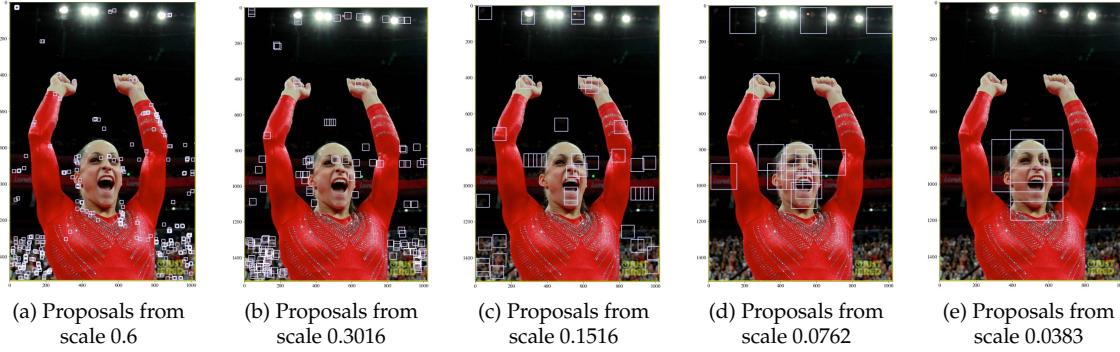 (a) Proposals from
scale 0.6
(b) Proposals from
scale 0.3016
(c) Proposals from
scale 0.1516
(d) Proposals from
scale 0.0762
(e) Proposals from
scale 0.0383